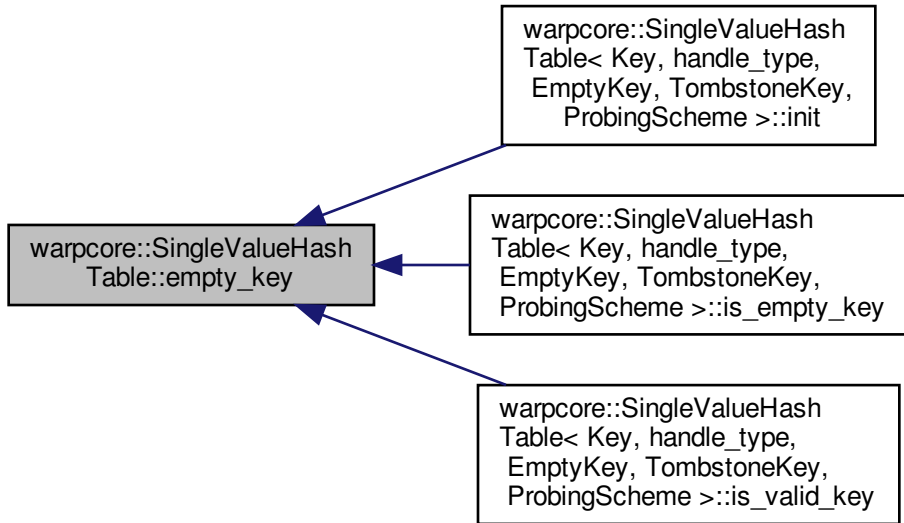 warpcore::SingleValueHash
Table< Key, handle_type,
EmptyKey, TombstoneKey,
ProbingScheme >::init
warpcore::SingleValueHash
Table::empty_key
warpcore::SingleValueHash
Table< Key, handle_type,
EmptyKey, TombstoneKey,
ProbingScheme >::is_empty_key
warpcore::SingleValueHash
Table< Key, handle_type,
EmptyKey, TombstoneKey,
ProbingScheme >::is_valid_key